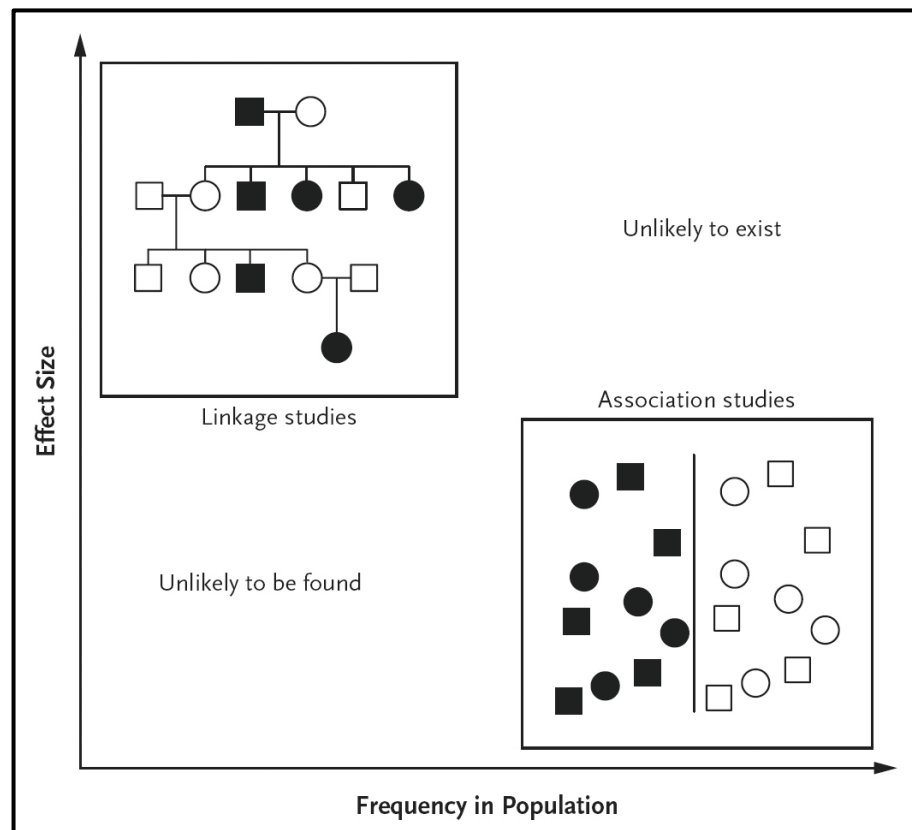 Unlikely to exist
Linkage studies
Association studies
Unlikely to be found
Effect Size
Frequency in Population